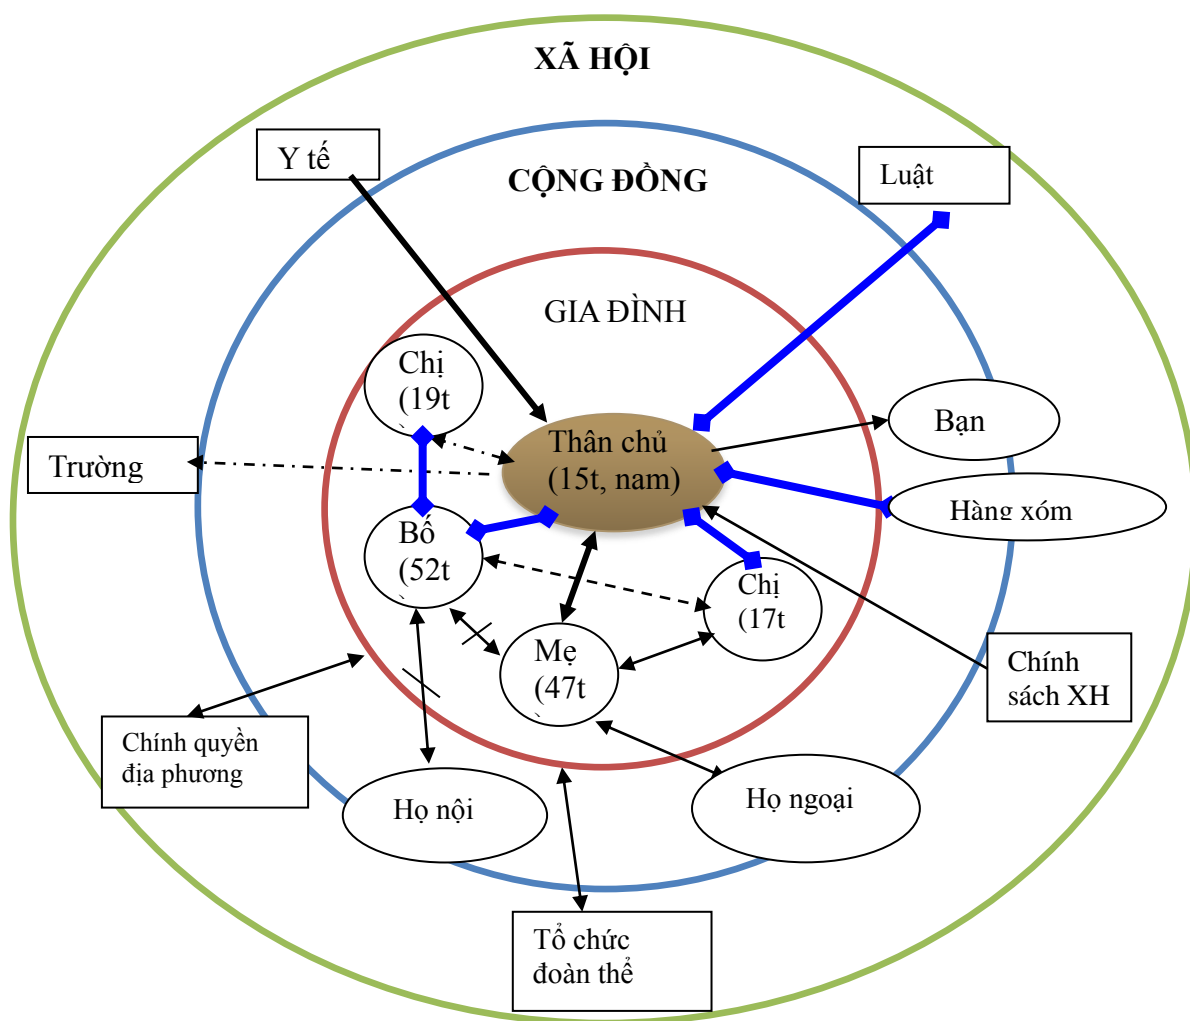 XÃ HỘI
Y tế
CỘNG ĐỒNG
Luật
GIA ĐÌNH
Chị
(19t
Thân chủ
(15t, nam)
Bạn
Trường
Hàng xóm
Bố
(52t
Chị
(17t
Mẹ
(47t
Chính
sách XH
Chính quyền
địa phương
Họ nội
Họ ngoại
Tổ chức
đoàn thể